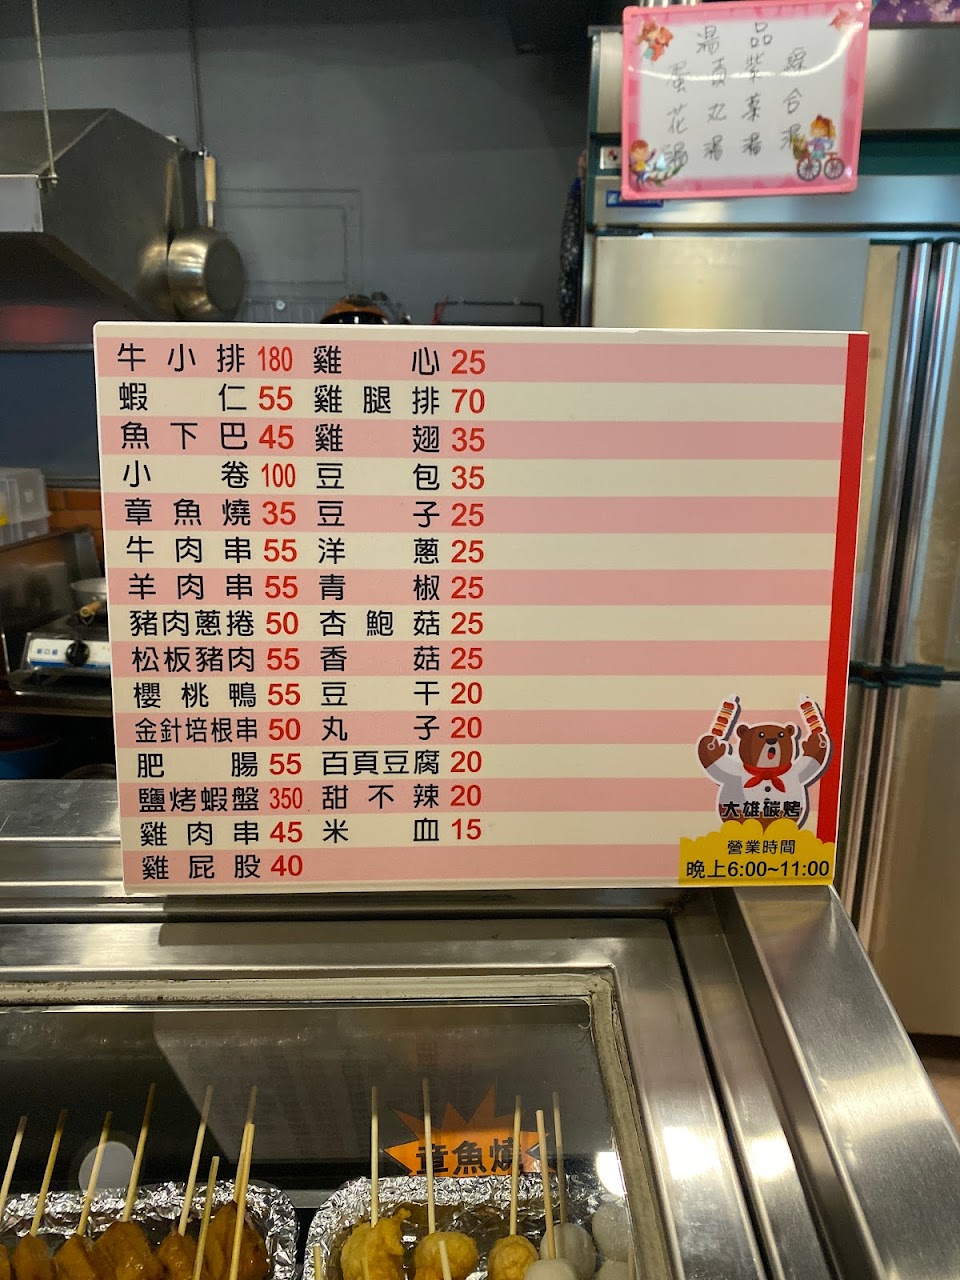 湯品
綜合湯
紫菜湯
貢丸湯
蛋花湯
牛小排 180 雞心 25
蝦仁 55 雞腿排 70
魚下巴 45 雞翅 35
小卷 100 豆包 35
章魚燒 35 豆子 25
牛肉串 55 洋蔥 25
羊肉串 55 青椒 25
豬肉蔥捲 50 杏鮑菇 25
松板豬肉 55 香菇 25
櫻桃鴨 55 豆干 20
金針培根串 50 丸子 20
肥腸 55 百頁豆腐 20
鹽烤蝦盤 350 甜不辣 20
雞肉串 45 米血 15
雞屁股 40
大雄碳烤
營業時間
晚上6:00~11:00
章魚燒